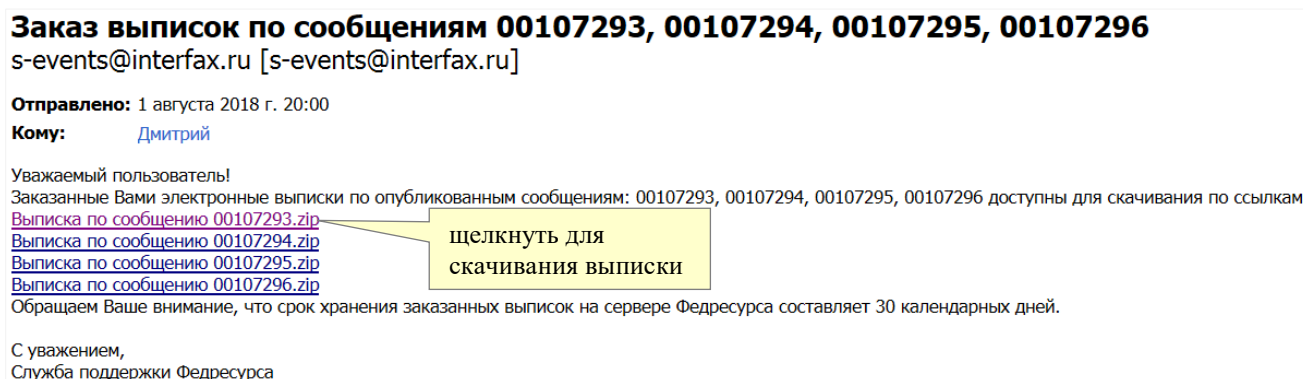 Заказ выписок по сообщениям 00107293, 00107294, 00107295, 00107296
s-events@interfax.ru [s-events@interfax.ru]
Отправлено: 1 августа 2018 г. 20:00
Кому: Дмитрий
Уважаемый пользователь!
Заказанные Вами электронные выписки по опубликованным сообщениям: 00107293, 00107294, 00107295, 00107296 доступны для скачивания по ссылкам
Выписка по сообщению 00107293.zip
Выписка по сообщению 00107294.zip
Выписка по сообщению 00107295.zip
Выписка по сообщению 00107296.zip
щелкнуть для
скачивания выписки
Обращаем Ваше внимание, что срок хранения заказанных выписок на сервере Федресурса составляет 30 календарных дней.
С уважением,
Служба поддержки Федресурса